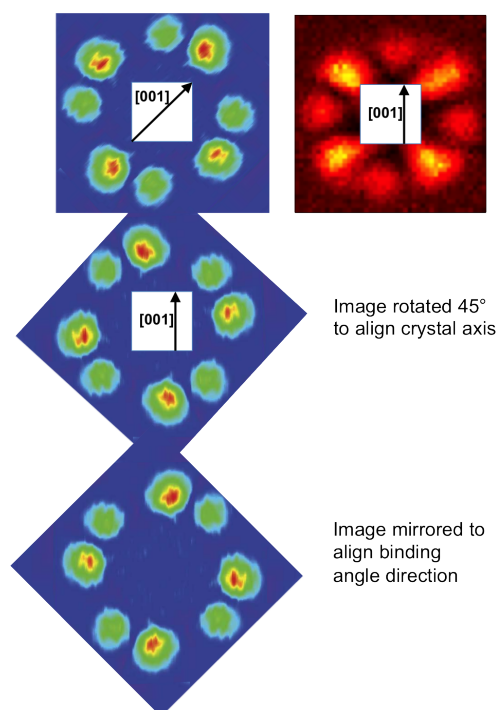 [001]
[001]
[001]
Image rotated 45°
to align crystal axis
Image mirrored to
align binding
angle direction